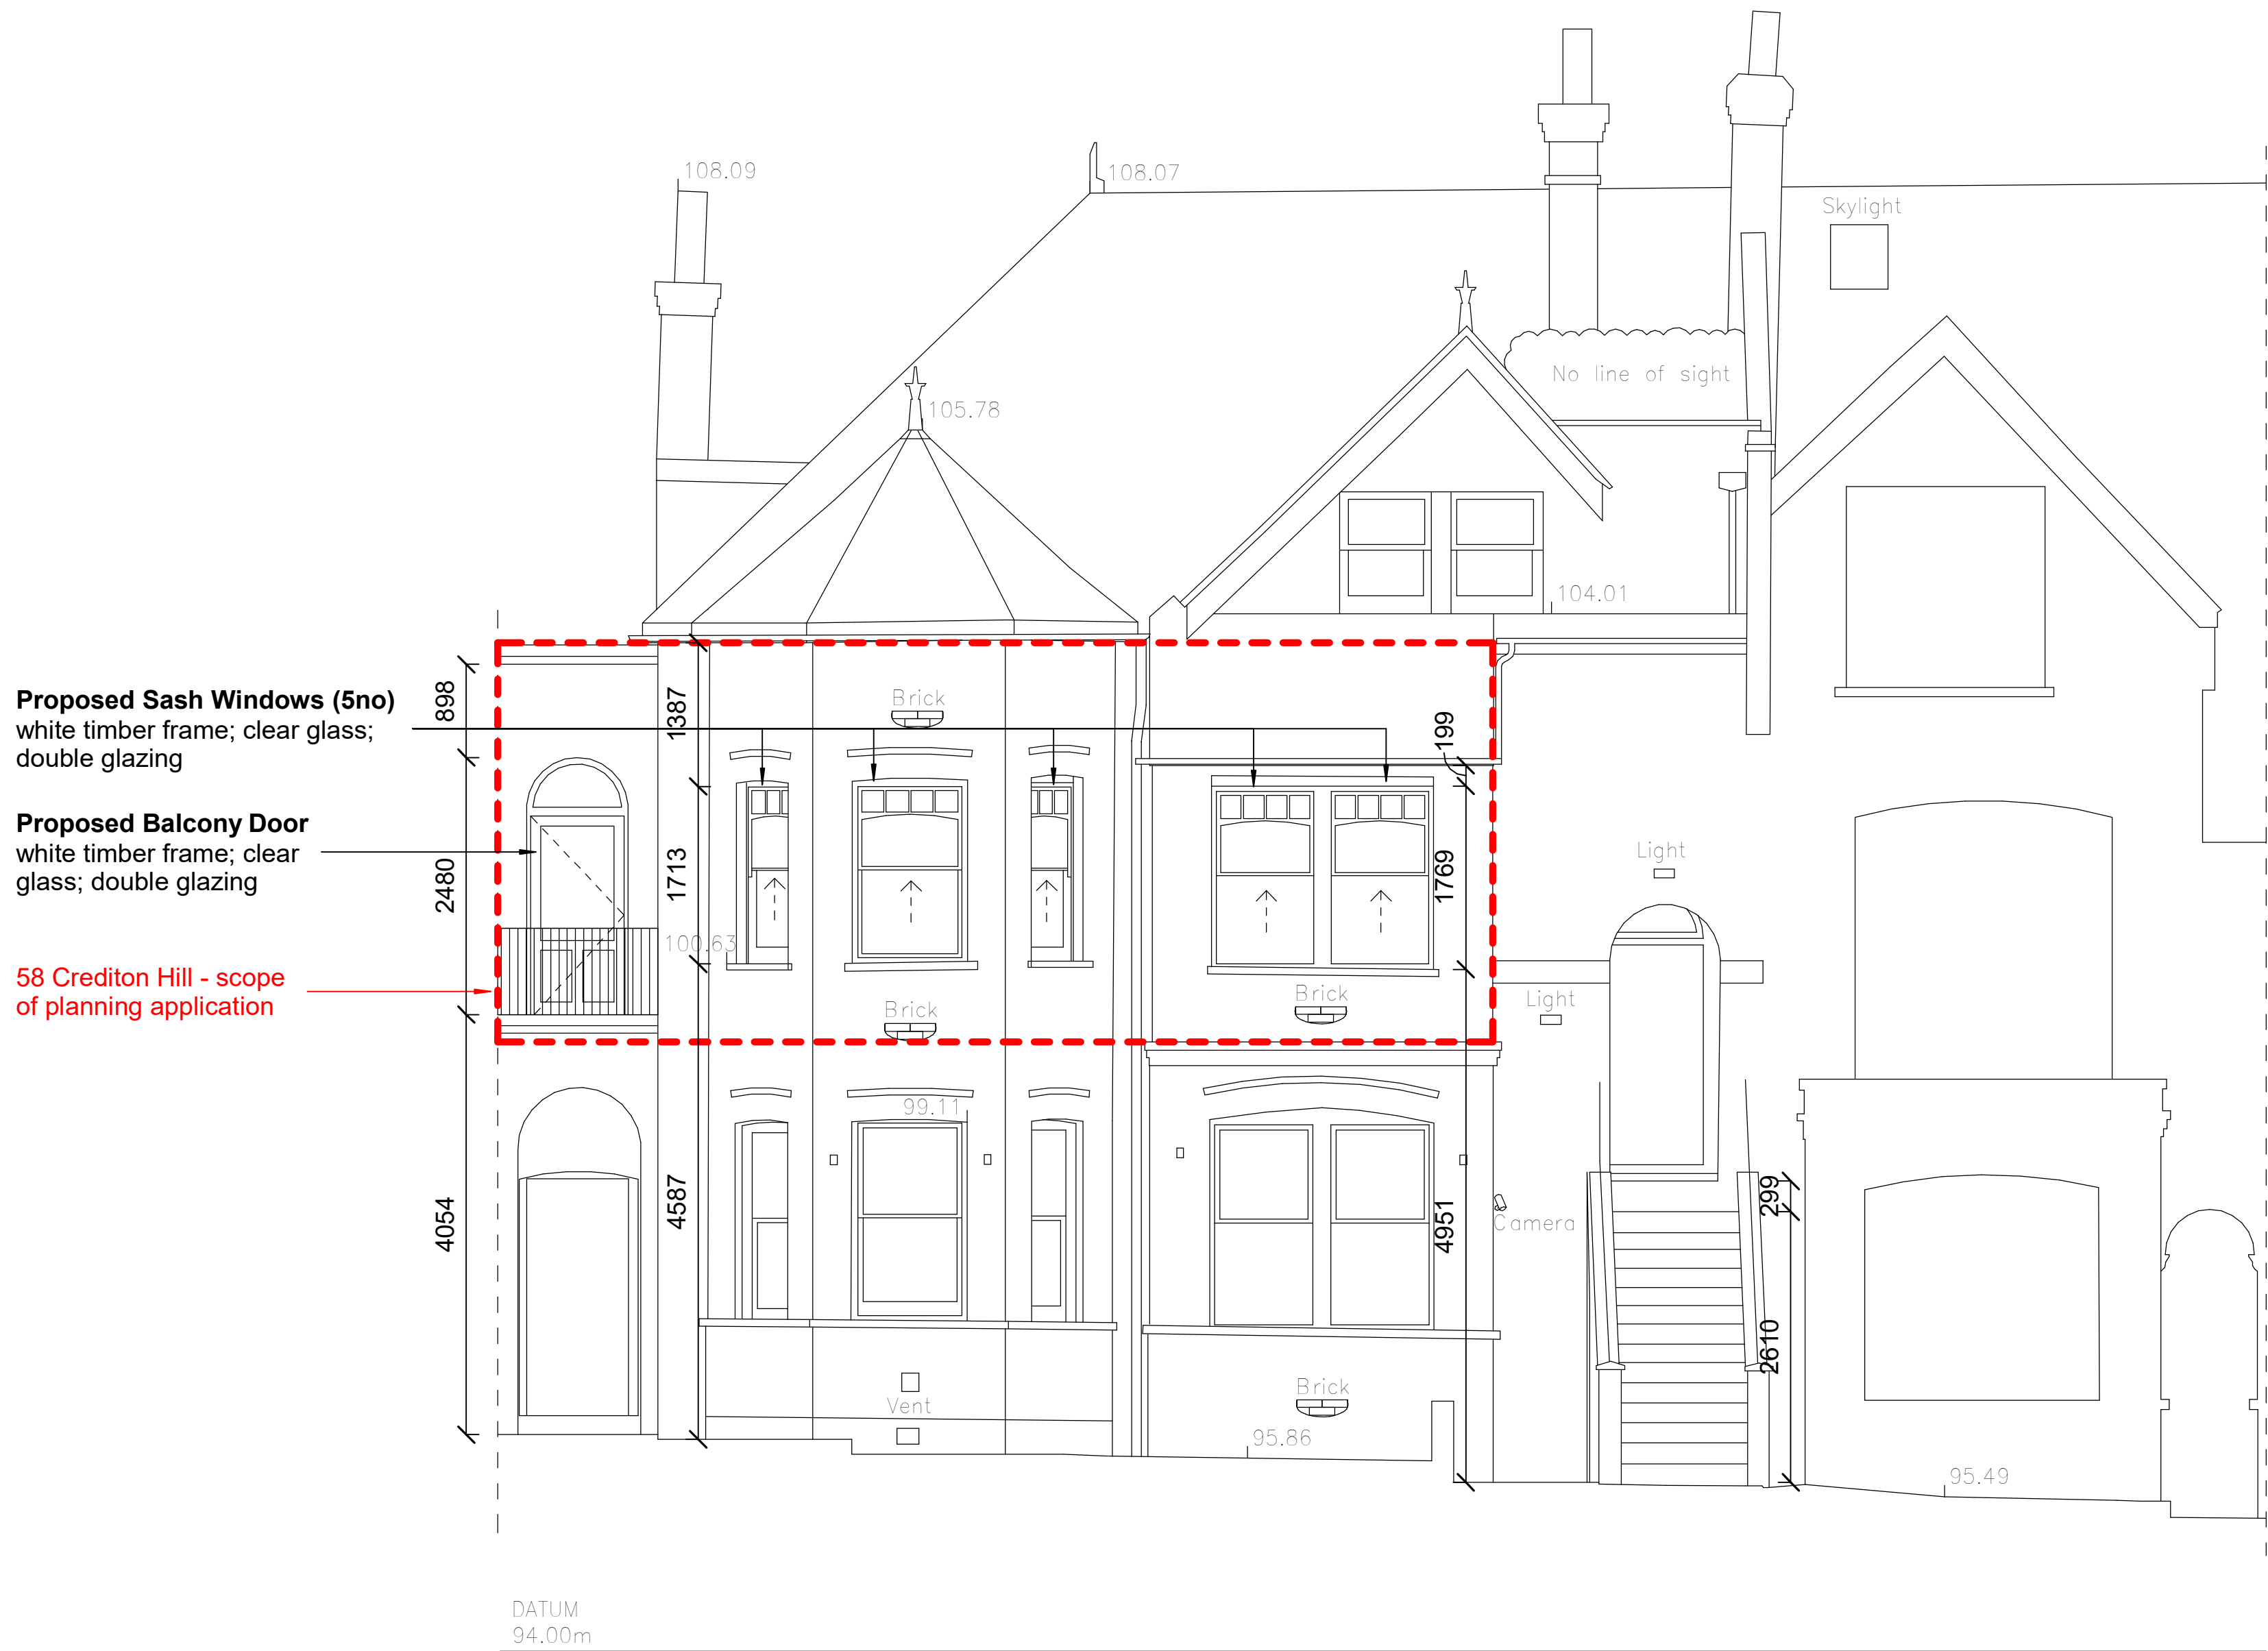 108.09
108.07
Skylight
No line of sight
105.78
104.01
Proposed Sash Windows (5no)
white timber frame; clear glass;
double glazing
898
1387
Brick
199
Proposed Balcony Door
white timber frame; clear
glass; double glazing
2480
1713
1769
Light
100.63
58 Crediton Hill - scope
of planning application
Brick
Brick
Light
99.11
4054
4587
4951
Camera
299
2610
Vent
Brick
95.86
95.49
DATUM
94.00m